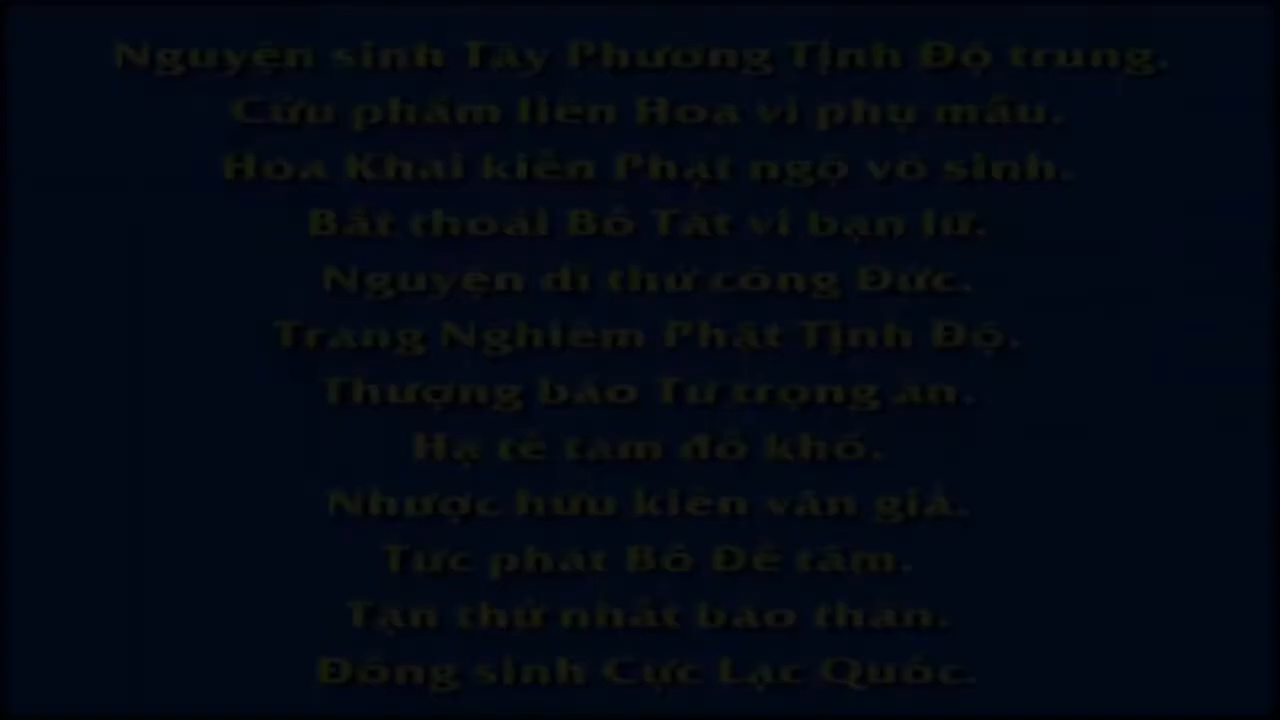 Nguyện sinh Tây Phương Tịnh Độ trung.
Cửu phẩm liên Hoa vi phụ mẫu.
Hoa Khai kiến Phật ngộ vô sinh.
Bất thoái Bồ Tát vi bạn lữ.
Nguyện dĩ thử công Đức.
Trang Nghiêm Phật Tịnh Độ.
Thượng báo Tứ trọng ân.
Hạ tế tam đồ khổ.
Nhược hữu kiến văn giả.
Tức phát Bồ Đề tâm.
Tận thử nhất báo thân.
Đồng sinh Cực Lạc Quốc.